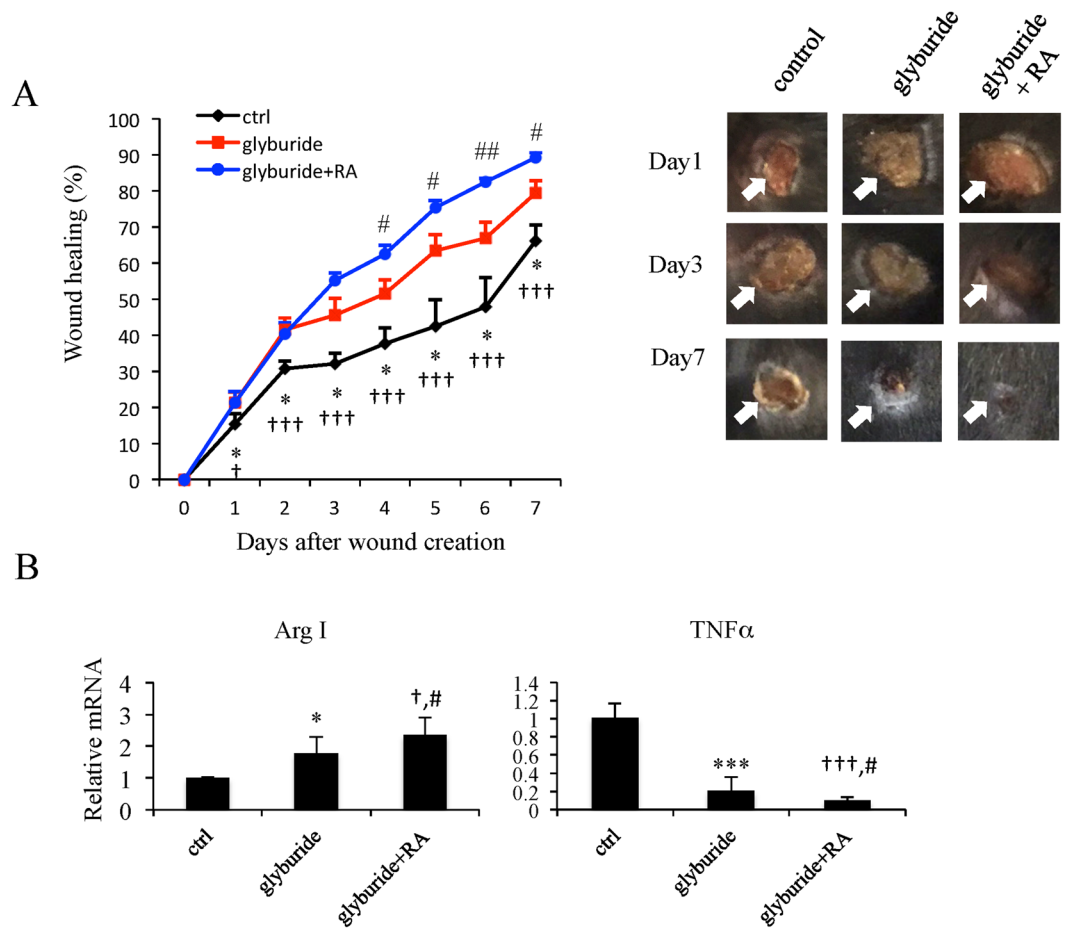 A
ctrl
glyburide
glyburide+RA
Wound healing (%)
100
90
80
70
60
50
40
30
20
10
0
# ## #
#
#
*
†
*
†††
*
†††
*
†††
*
†††
*
†††
*
†††
0 1 2 3 4 5 6 7
Days after wound creation
control
glyburide
glyburide
+ RA
Day1
Day3
Day7
B
Arg I
Relative mRNA
4
3
2
1
0
*
†,#
ctrl
glyburide
glyburide+RA
TNFα
1.4
1.2
1
0.8
0.6
0.4
0.2
0
***
†††,#
ctrl
glyburide
glyburide+RA